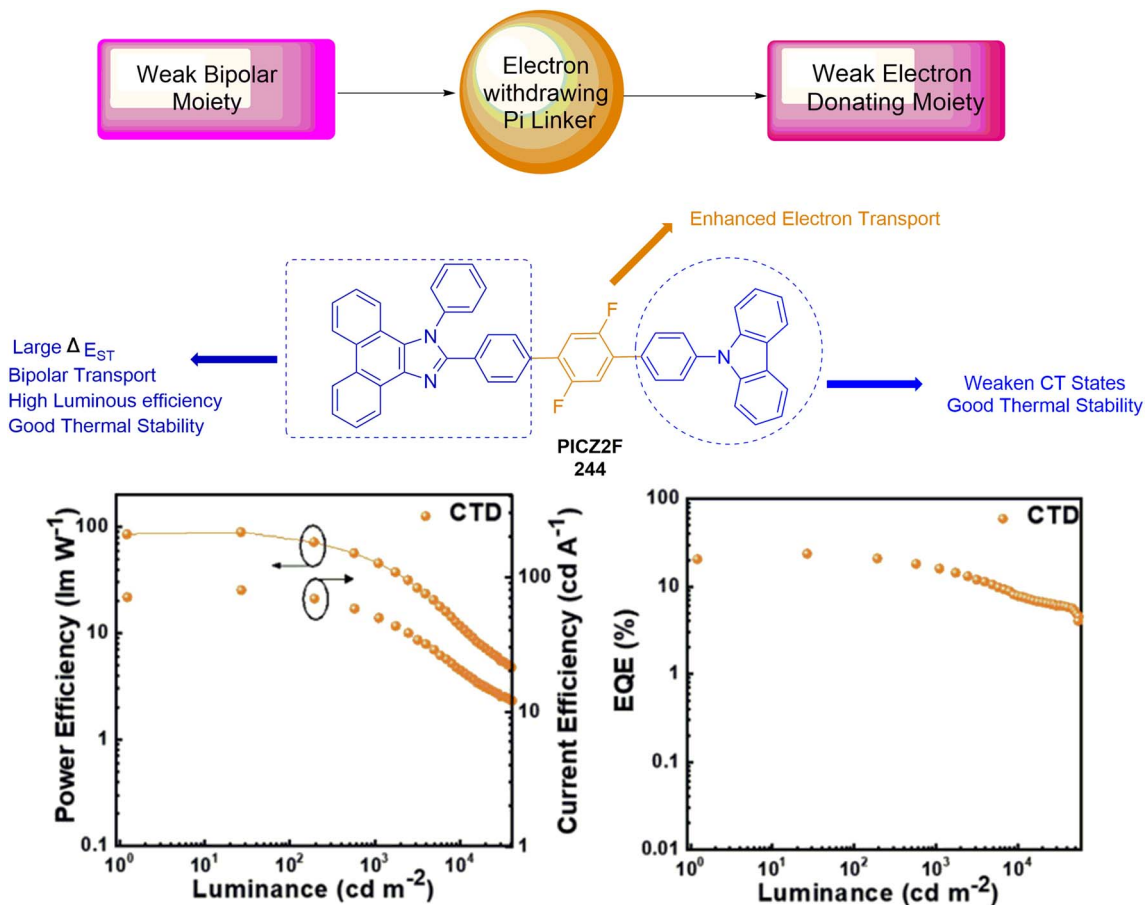 Weak Bipolar
Moiety
Electron
withdrawing
Pi Linker
Weak Electron
Donating Moiety
Enhanced Electron Transport
Large Δ E_ST
Bipolar Transport
High Luminous efficiency
Good Thermal Stability
N
N
F
F
N
Weaken CT States
Good Thermal Stability
PICZ2F
244
Power Efficiency (lm W⁻¹)
100
10
1
0.1
CTD
Current Efficiency (cd A⁻¹)
100
10
1
10⁰ 10¹ 10² 10³ 10⁴
Luminance (cd m⁻²)
EQE (%)
100
10
1
0.1
0.01
CTD
10⁰ 10¹ 10² 10³ 10⁴
Luminance (cd m⁻²)